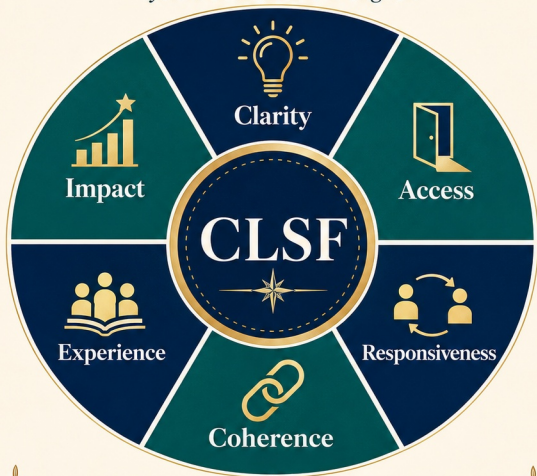 Clarity
Impact
Access
CLSF
Experience
Responsiveness
Coherence